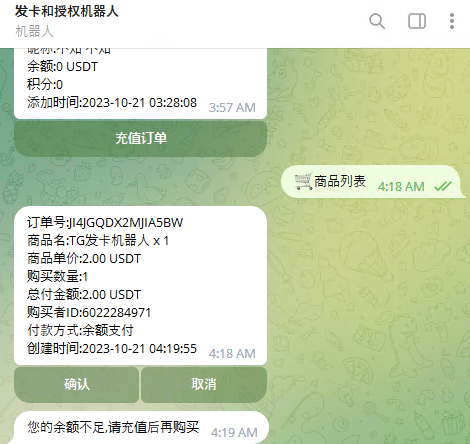 发卡和授权机器人
机器人
昵称:不知 不知
余额:0 USDT
积分:0
添加时间:2023-10-21 03:28:08
3:57 AM
充值订单
🛒商品列表
4:18 AM
订单号:JI4JGQDX2MJIA5BW
商品名:TG发卡机器人 x 1
商品单价:2.00 USDT
购买数量:1
总付金额:2.00 USDT
购买者ID:6022284971
付款方式:余额支付
创建时间:2023-10-21 04:19:55
4:18 AM
确认 取消
您的余额不足,请充值后再购买
4:19 AM